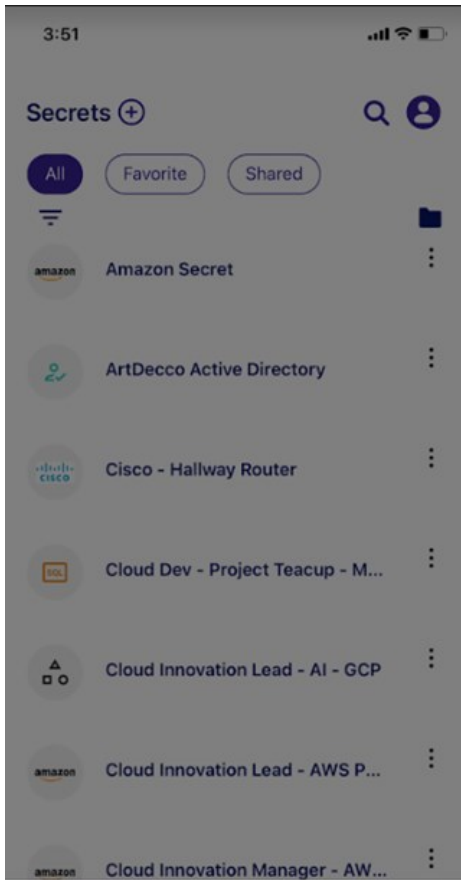 3:51
Secrets
All Favorite Shared
amazon Amazon Secret
ArtDecco Active Directory
CISCO Cisco - Hallway Router
SQL Cloud Dev - Project Teacup - M...
Cloud Innovation Lead - AI - GCP
amazon Cloud Innovation Lead - AWS P...
amazon Cloud Innovation Manager - AW...